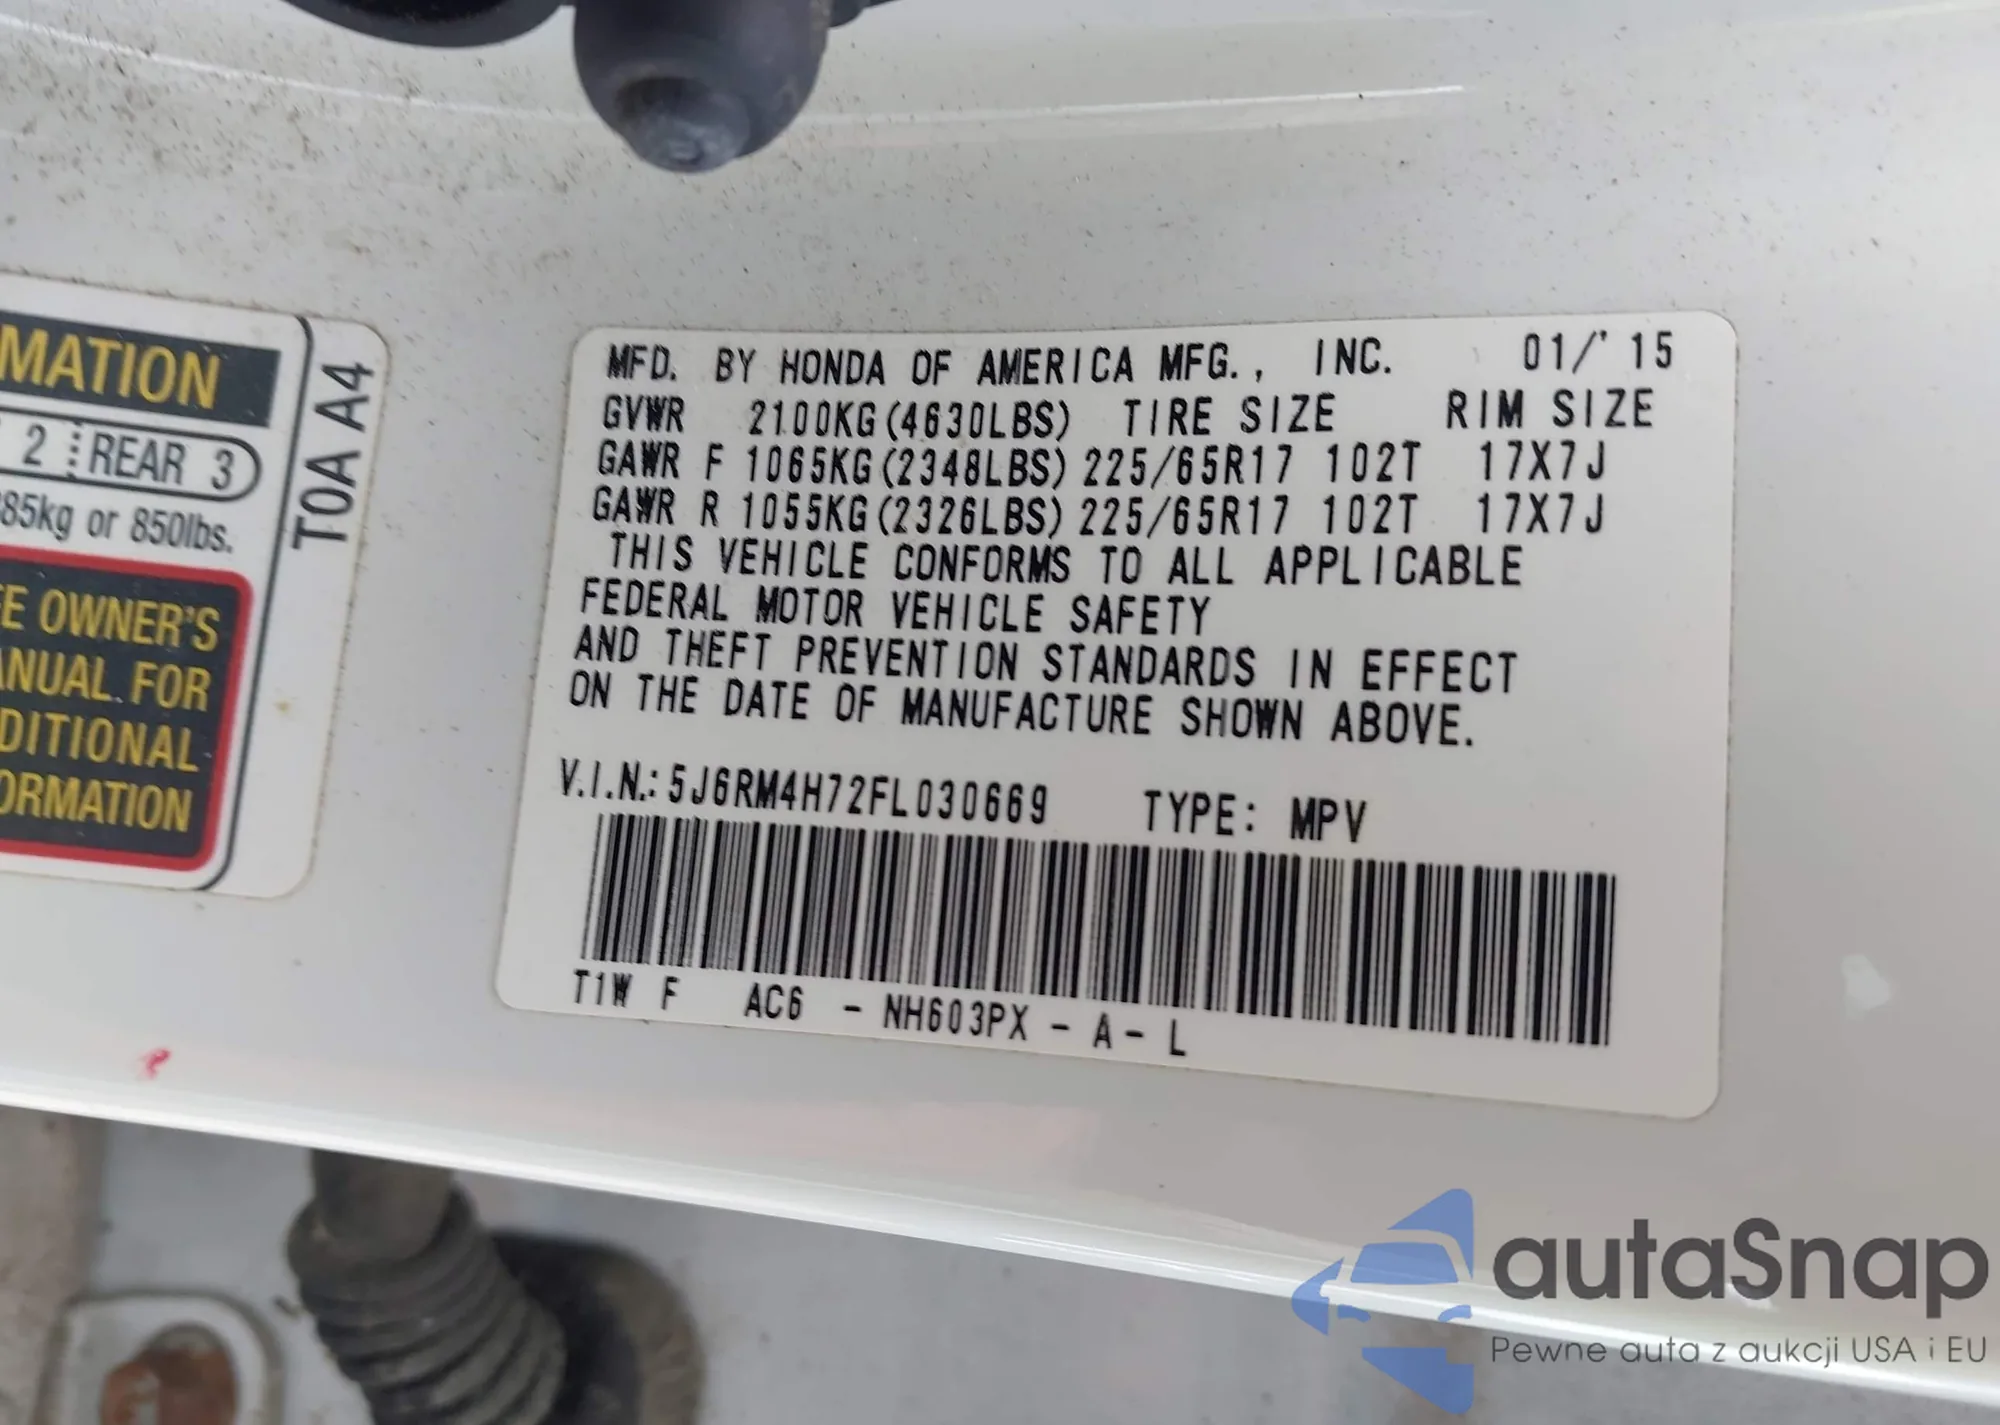 MATION
2 REAR 3
85kg or 850lbs.
EE OWNER'S
ANUAL FOR
DITIONAL
ORMATION
T0A A4
MFD. BY HONDA OF AMERICA MFG., INC. 01/'15
GVWR 2100KG(4630LBS) TIRE SIZE RIM SIZE
GAWR F 1065KG(2348LBS) 225/65R17 102T 17X7J
GAWR R 1055KG(2326LBS) 225/65R17 102T 17X7J
THIS VEHICLE CONFORMS TO ALL APPLICABLE
FEDERAL MOTOR VEHICLE SAFETY
AND THEFT PREVENTION STANDARDS IN EFFECT
ON THE DATE OF MANUFACTURE SHOWN ABOVE.
V.I.N.: 5J6RM4H72FL030669 TYPE: MPV
T1W F AC6 - NH603PX - A - L
autaSnap
Pewne auta z aukcji USA i EU